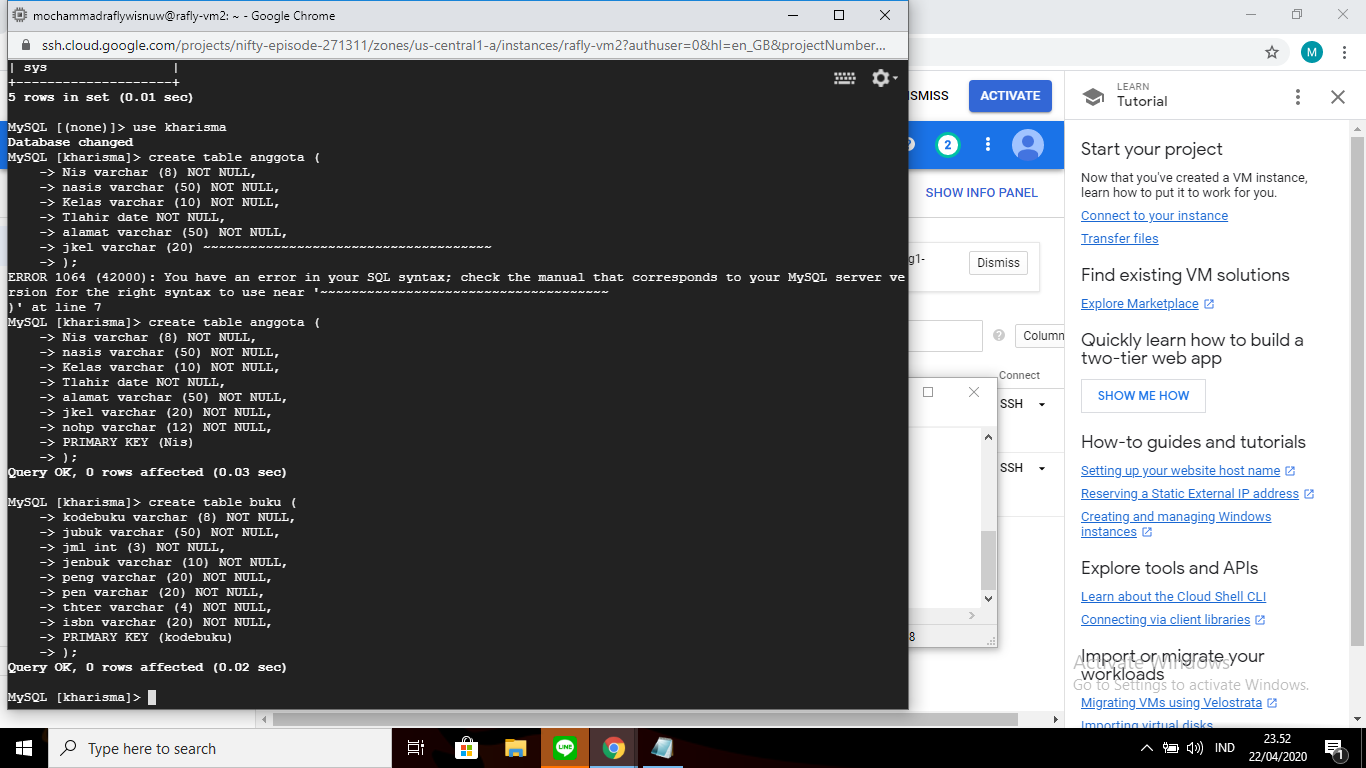 mochammadraflywisnuw@rafly-vm2: ~ - Google Chrome
ssh.cloud.google.com/projects/nifty-episode-271311/zones/us-central1-a/instances/rafly-vm2?authuser=0&hl=en_GB&projectNumber...
| sys                |
+--------------------+
5 rows in set (0.01 sec)
MySQL [(none)]> use kharisma
Database changed
MySQL [kharisma]> create table anggota (
    -> Nis varchar (8) NOT NULL,
    -> nasis varchar (50) NOT NULL,
    -> Kelas varchar (10) NOT NULL,
    -> Tlahir date NOT NULL,
    -> alamat varchar (50) NOT NULL,
    -> jkel varchar (20) ~~~~~~~~~~~~~~~~~~~~~~~~~~~~~~~~~~~~~
    -> );
ERROR 1064 (42000): You have an error in your SQL syntax; check the manual that corresponds to your MySQL server ve
rsion for the right syntax to use near '~~~~~~~~~~~~~~~~~~~~~~~~~~~~~~~~~~~~~
)' at line 7
MySQL [kharisma]> create table anggota (
    -> Nis varchar (8) NOT NULL,
    -> nasis varchar (50) NOT NULL,
    -> Kelas varchar (10) NOT NULL,
    -> Tlahir date NOT NULL,
    -> alamat varchar (50) NOT NULL,
    -> jkel varchar (20) NOT NULL,
    -> nohp varchar (12) NOT NULL,
    -> PRIMARY KEY (Nis)
    -> );
Query OK, 0 rows affected (0.03 sec)
MySQL [kharisma]> create table buku (
    -> kodebuku varchar (8) NOT NULL,
    -> jubuk varchar (50) NOT NULL,
    -> jml int (3) NOT NULL,
    -> jenbuk varchar (10) NOT NULL,
    -> peng varchar (20) NOT NULL,
    -> pen varchar (20) NOT NULL,
    -> thter varchar (4) NOT NULL,
    -> isbn varchar (20) NOT NULL,
    -> PRIMARY KEY (kodebuku)
    -> );
Query OK, 0 rows affected (0.02 sec)
MySQL [kharisma]>
M
ISMISS
ACTIVATE
2
SHOW INFO PANEL
g1-
Dismiss
Column
Connect
SSH
SSH
8
LEARN
Tutorial
Start your project
Now that you've created a VM instance,
learn how to put it to work for you.
Connect to your instance
Transfer files
Find existing VM solutions
Explore Marketplace
Quickly learn how to build a
two-tier web app
SHOW ME HOW
How-to guides and tutorials
Setting up your website host name
Reserving a Static External IP address
Creating and managing Windows
instances
Explore tools and APIs
Learn about the Cloud Shell CLI
Connecting via client libraries
Import or migrate your
workloads
Migrating VMs using Velostrata
Importing virtual disks
Activate Windows
Go to Settings to activate Windows.
Type here to search
LINE
IND
23.52
22/04/2020
1